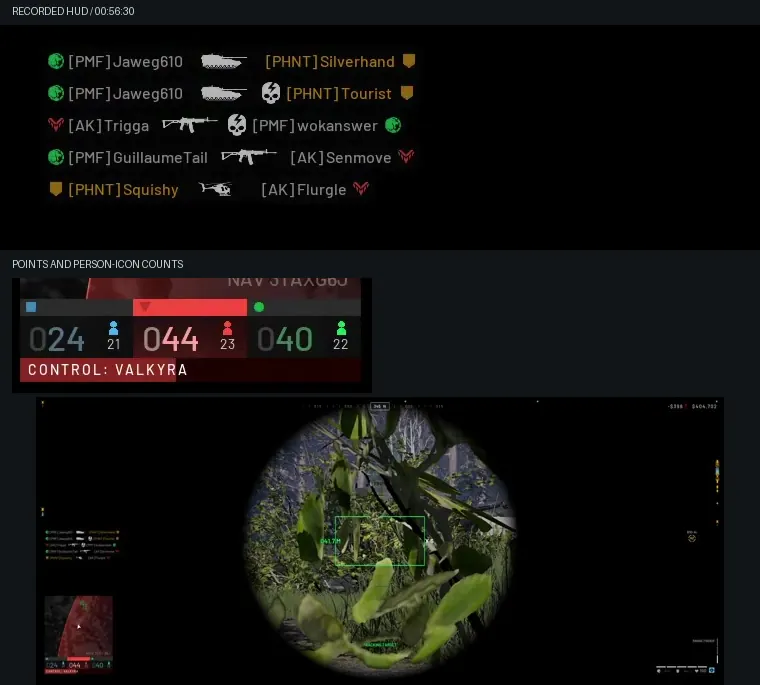 RECORDED HUD / 00:56:30
[PMF]Jaweg610 [PHNT]Silverhand
[PMF]Jaweg610 [PHNT]Tourist
[AK]Trigga [PMF]wokanswer
[PMF]GuillaumeTail [AK]Senmove
[PHNT]Squishy [AK]Flurgle
POINTS AND PERSON-ICON COUNTS
024 21 044 23 040 22
CONTROL: VALKYRA